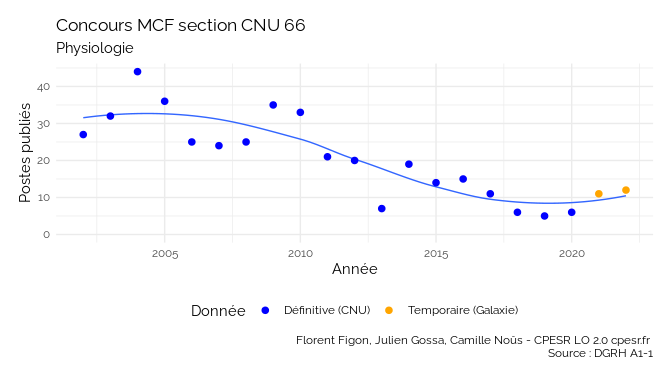 Concours MCF section CNU 66
Physiologie
Postes publiés
40
30
20
10
0
2005 2010 2015 2020
Année
Donnée Définitive (CNU) Temporaire (Galaxie)
Florent Figon, Julien Gossa, Camille Noûs - CPESR LO 2.0 cpesr.fr
Source : DGRH A1-1